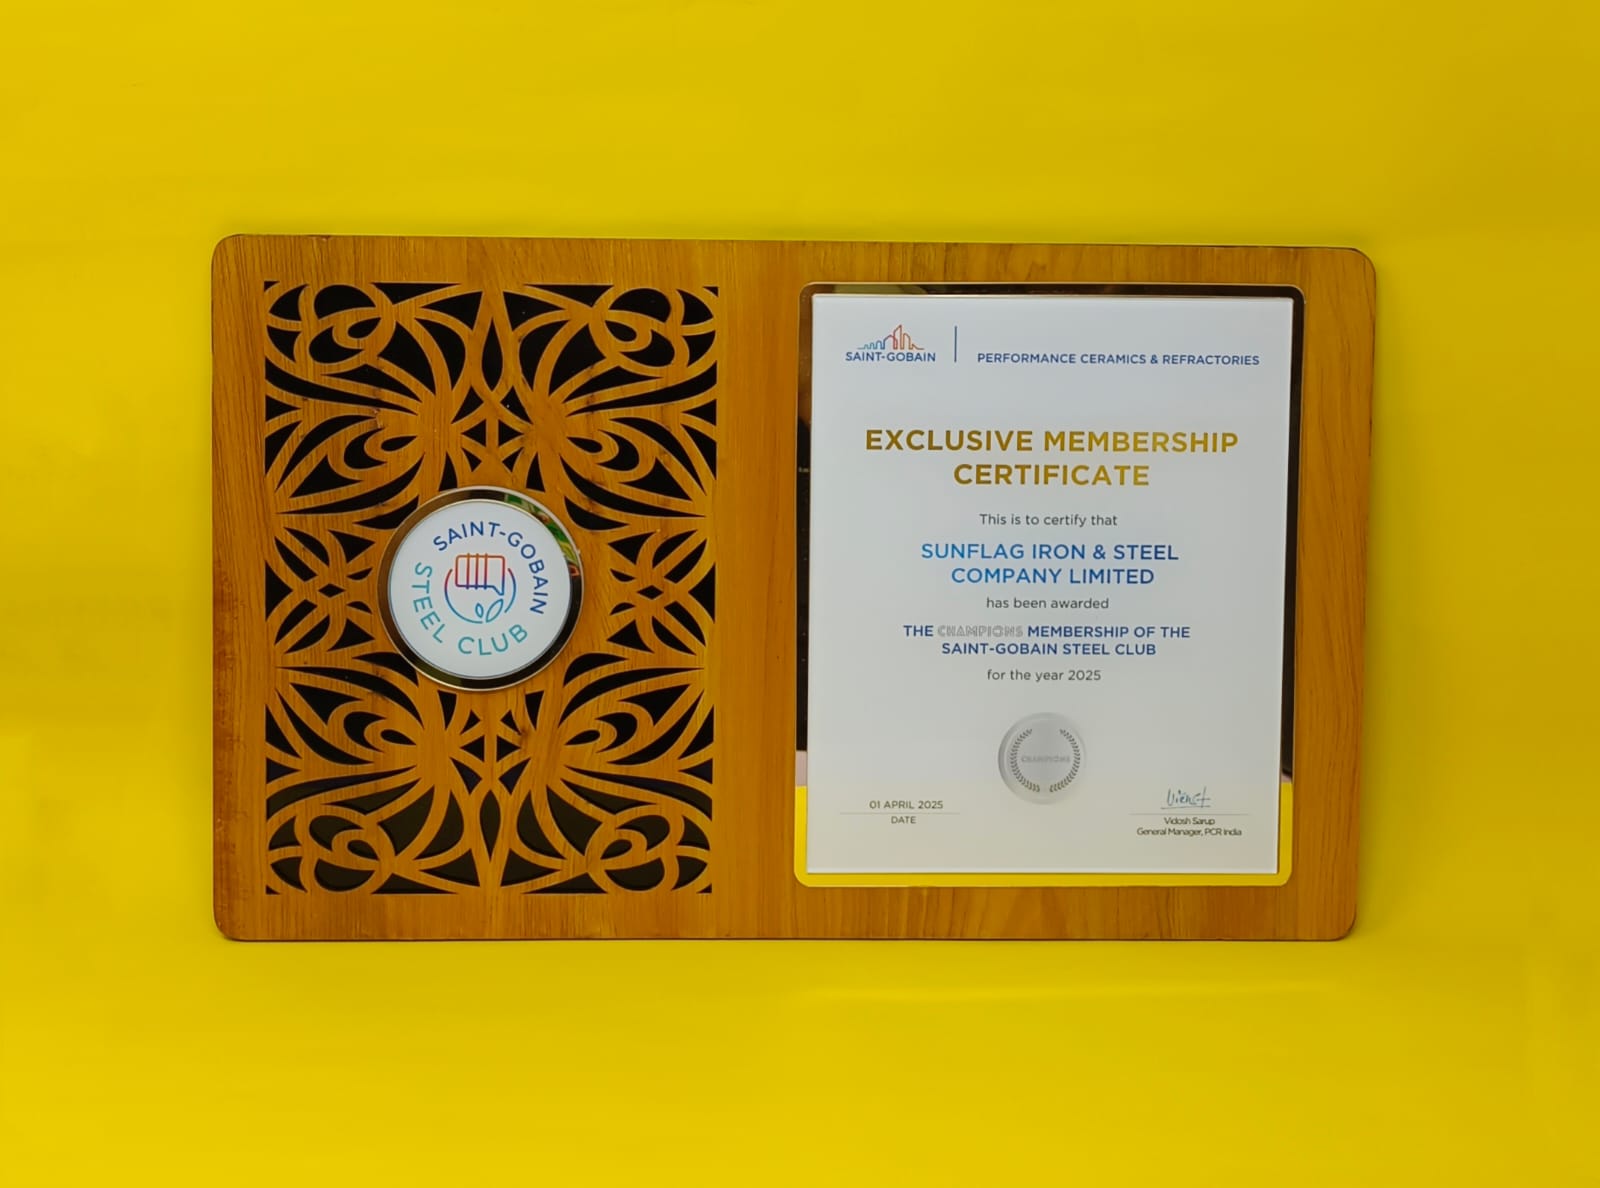 SAINT-GOBAIN
STEEL CLUB
SAINT-GOBAIN
PERFORMANCE CERAMICS & REFRACTORIES
EXCLUSIVE MEMBERSHIP
CERTIFICATE
This is to certify that
SUNFLAG IRON & STEEL
COMPANY LIMITED
has been awarded
THE CHAMPIONS MEMBERSHIP OF THE
SAINT-GOBAIN STEEL CLUB
for the year 2025
CHAMPIONS
01 APRIL 2025
DATE
Vidosh Sarup
General Manager, PCR India